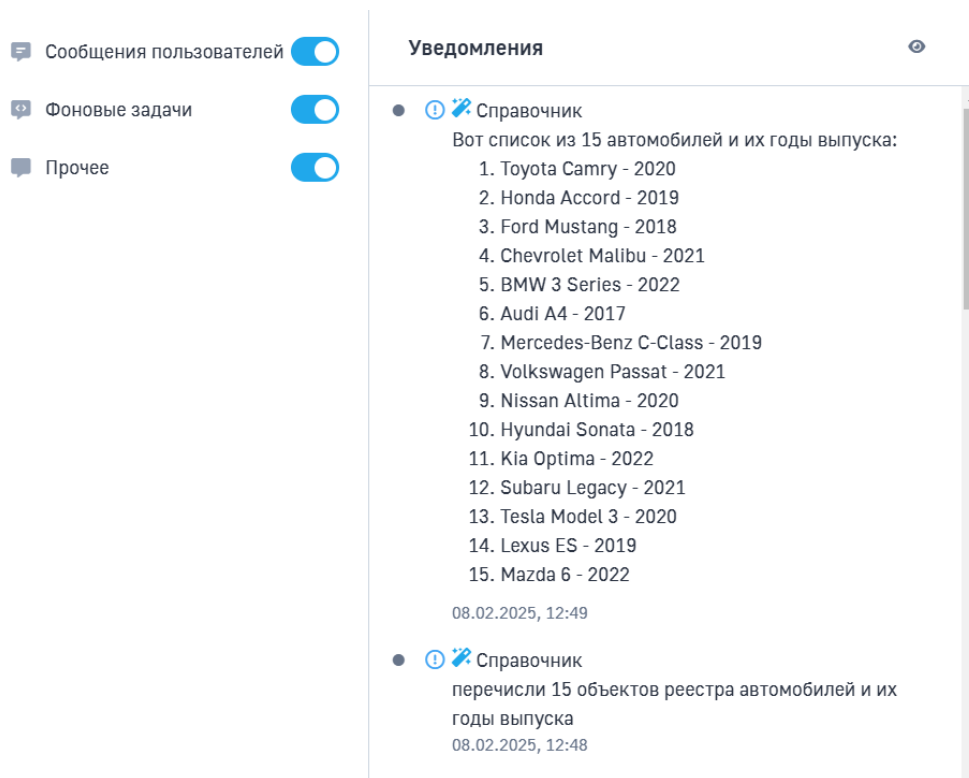 Сообщения пользователей
Фоновые задачи
Прочее
Уведомления
Справочник
Вот список из 15 автомобилей и их годы выпуска:
1. Toyota Camry - 2020
2. Honda Accord - 2019
3. Ford Mustang - 2018
4. Chevrolet Malibu - 2021
5. BMW 3 Series - 2022
6. Audi A4 - 2017
7. Mercedes-Benz C-Class - 2019
8. Volkswagen Passat - 2021
9. Nissan Altima - 2020
10. Hyundai Sonata - 2018
11. Kia Optima - 2022
12. Subaru Legacy - 2021
13. Tesla Model 3 - 2020
14. Lexus ES - 2019
15. Mazda 6 - 2022
08.02.2025, 12:49
Справочник
перечисли 15 объектов реестра автомобилей и их
годы выпуска
08.02.2025, 12:48